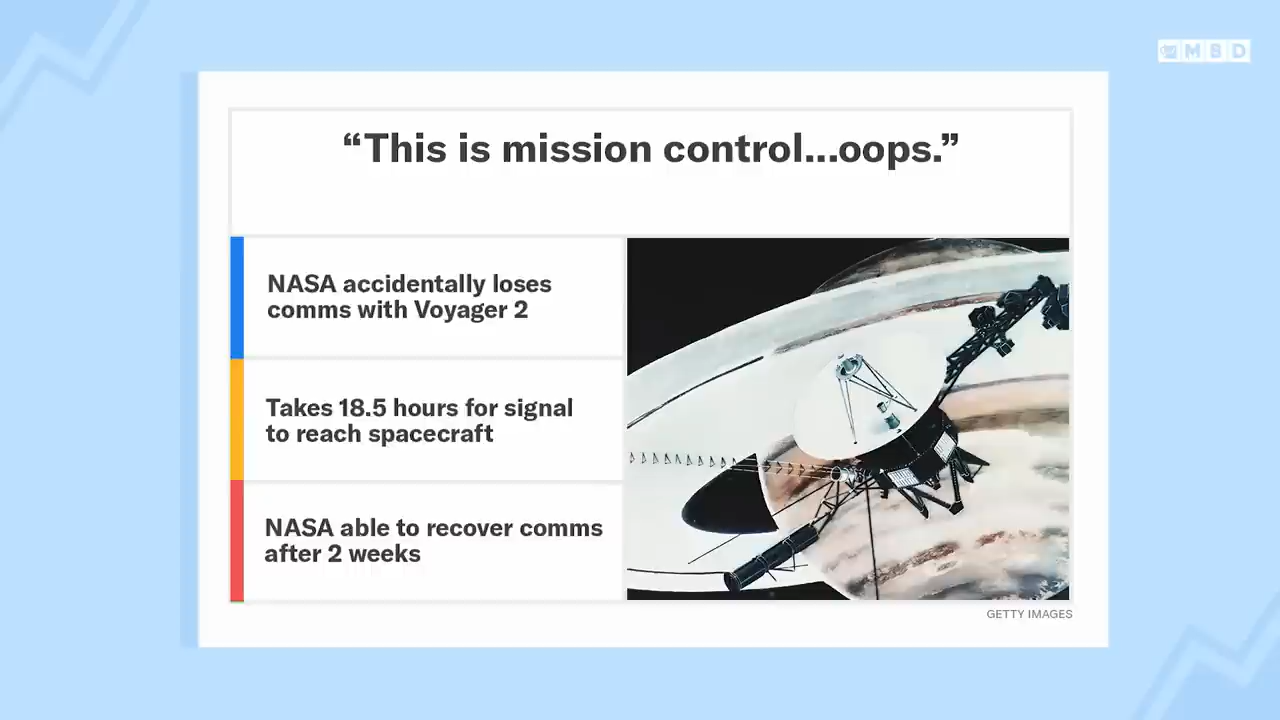 MSD
“This is mission control...oops.”
NASA accidentally loses
comms with Voyager 2
Takes 18.5 hours for signal
to reach spacecraft
NASA able to recover comms
after 2 weeks
GETTY IMAGES